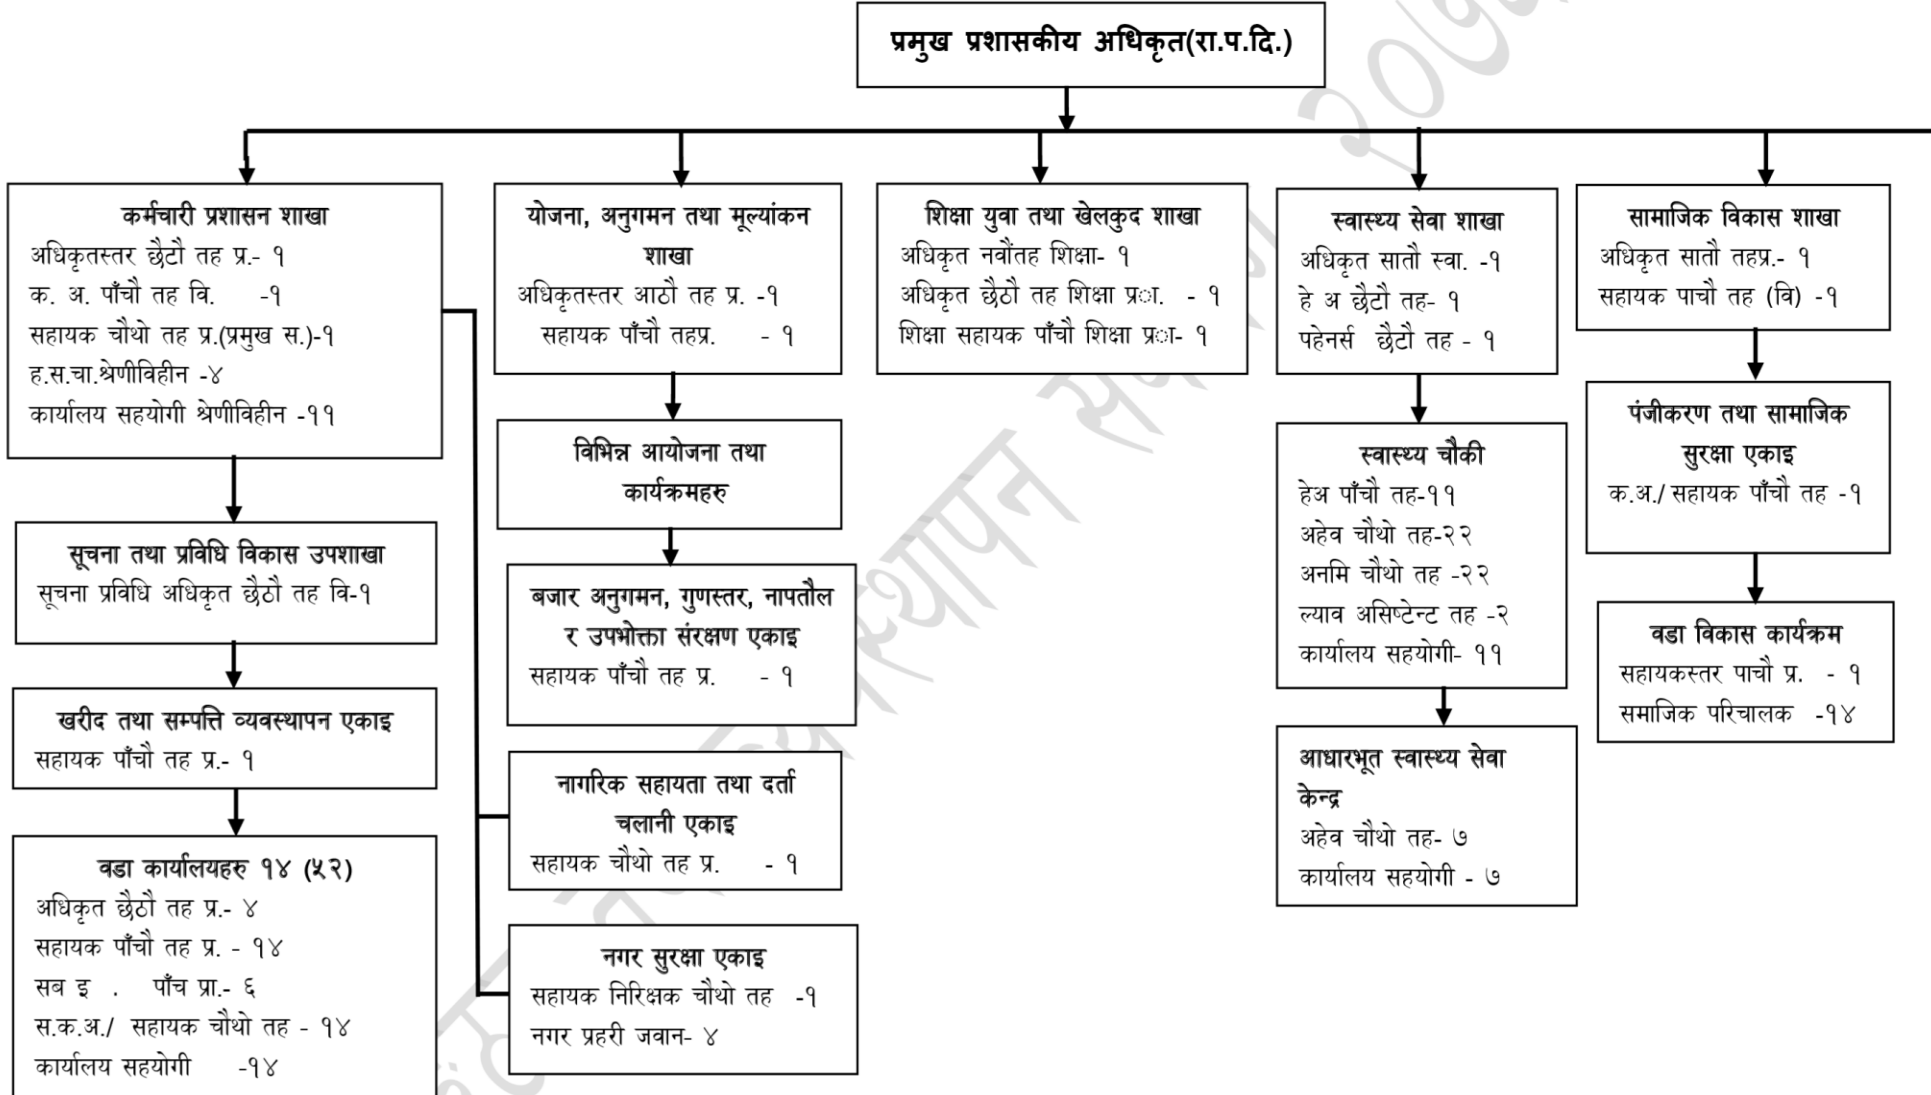 प्रमुख प्रशासकीय अधिकृत(रा.प.दि.)
कर्मचारी प्रशासन शाखा
अधिकृतस्तर छैटौ तह प्र.- १
क. अ. पाँचौ तह वि. -१
सहायक चौथो तह प्र.(प्रमुख स.)-१
ह.स.चा.श्रेणीविहीन -४
कार्यालय सहयोगी श्रेणीविहीन -११
सूचना तथा प्रविधि विकास उपशाखा
सूचना प्रविधि अधिकृत छैठौ तह वि-१
खरीद तथा सम्पत्ति व्यवस्थापन एकाइ
सहायक पाँचौ तह प्र.- १
वडा कार्यालयहरु १४ (५२)
अधिकृत छैटौ तह प्र.- ४
सहायक पाँचौ तह प्र. - १४
सब इ . पाँच प्रा.- ६
स.क.अ./ सहायक चौथो तह - १४
कार्यालय सहयोगी -१४
योजना, अनुगमन तथा मूल्यांकन
शाखा
अधिकृतस्तर आठौ तह प्र. -१
सहायक पाँचौ तहप्र. - १
विभिन्न आयोजना तथा
कार्यक्रमहरु
बजार अनुगमन, गुणस्तर, नापतौल
र उपभोक्ता संरक्षण एकाइ
सहायक पाँचौ तह प्र. - १
नागरिक सहायता तथा दर्ता
चलानी एकाइ
सहायक चौथो तह प्र. - १
नगर सुरक्षा एकाइ
सहायक निरिक्षक चौथो तह -१
नगर प्रहरी जवान- ४
शिक्षा युवा तथा खेलकुद शाखा
अधिकृत नवौंतह शिक्षा- १
अधिकृत छैठौ तह शिक्षा प्रा. - १
शिक्षा सहायक पाँचौ शिक्षा प्रा- १
स्वास्थ्य सेवा शाखा
अधिकृत सातौ स्वा. -१
हे अ छैटौ तह- १
पहेनर्स छैटौ तह - १
स्वास्थ्य चौकी
हेअ पाँचौ तह-११
अहेव चौथो तह-२२
अनमि चौथो तह -२२
ल्याव असिष्टेन्ट तह -२
कार्यालय सहयोगी- ११
आधारभूत स्वास्थ्य सेवा
केन्द्र
अहेव चौथो तह- ७
कार्यालय सहयोगी - ७
सामाजिक विकास शाखा
अधिकृत सातौ तहप्र.- १
सहायक पाचौ तह (वि) -१
पंजीकरण तथा सामाजिक
सुरक्षा एकाइ
क.अ./ सहायक पाँचौ तह -१
वडा विकास कार्यक्रम
सहायकस्तर पाचौ प्र. - १
समाजिक परिचालक -१४